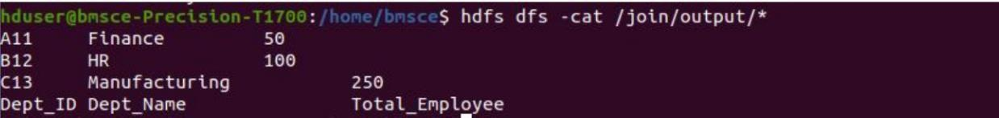 hduser@bmsce-Precision-T1700:/home/bmsce$ hdfs dfs -cat /join/output/*
A11 Finance 50
B12 HR 100
C13 Manufacturing 250
Dept_ID Dept_Name Total_Employee